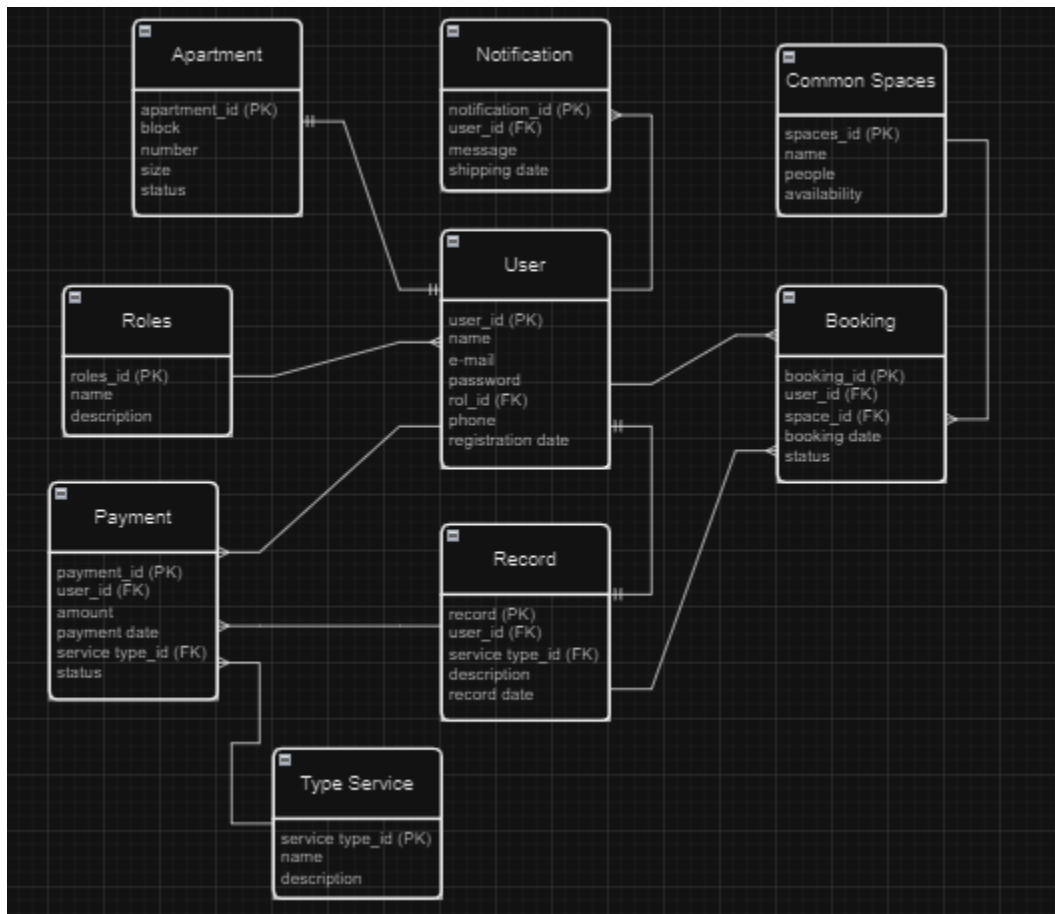 Apartment
apartment_id (PK)
block
number
size
status
Notification
notification_id (PK)
user_id (FK)
message
shipping date
Common Spaces
spaces_id (PK)
name
people
availability
Roles
roles_id (PK)
name
description
User
user_id (PK)
name
e-mail
password
rol_id (FK)
phone
registration date
Booking
booking_id (PK)
user_id (FK)
space_id (FK)
booking date
status
Payment
payment_id (PK)
user_id (FK)
amount
payment date
service type_id (FK)
status
Record
record (PK)
user_id (FK)
service type_id (FK)
description
record date
Type Service
service type_id (PK)
name
description